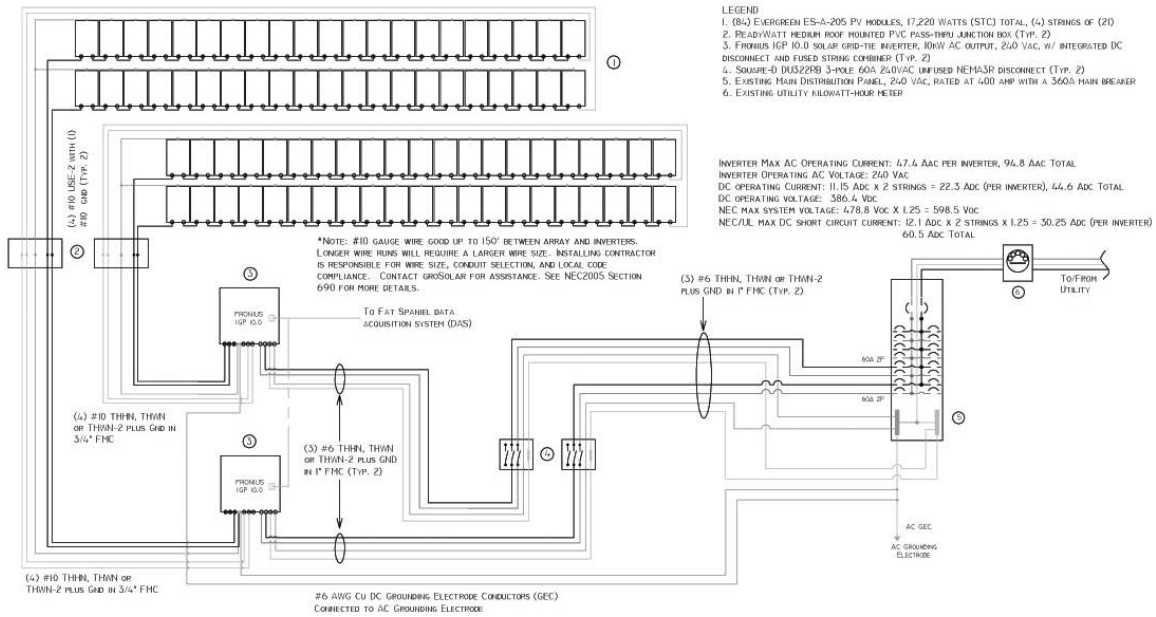 LEGEND
1. (84) EVERGREEN ES-A-205 PV MODULES, 17,220 WATTS (STC) TOTAL, (4) STRINGS OF (21)
2. READYWATT MEDIUM ROOF MOUNTED PVC PASS-THRU JUNCTION BOX (TYP. 2)
3. FRONIUS IGP 10.0 SOLAR GRID-TIE INVERTER, 10KW AC OUTPUT, 240 VAC, W/ INTEGRATED DC
DISCONNECT AND FUSED STRING COMBINER (TYP. 2)
4. SQUARE-D DU322RB 3-POLE 60A 240VAC UNFUSED NEMA3R DISCONNECT (TYP. 2)
5. EXISTING MAIN DISTRIBUTION PANEL, 240 VAC, RATED AT 400 AMP WITH A 360A MAIN BREAKER
6. EXISTING UTILITY KILOWATT-HOUR METER
1
(4) #10 USE-2 WITH (1)
#10 GND (TYP. 2)
INVERTER MAX AC OPERATING CURRENT: 47.4 AAC PER INVERTER, 94.8 AAC TOTAL
INVERTER OPERATING AC VOLTAGE: 240 VAC
DC OPERATING CURRENT: 11.15 ADC X 2 STRINGS = 22.3 ADC (PER INVERTER), 44.6 ADC TOTAL
DC OPERATING VOLTAGE: 386.4 VDC
NEC MAX SYSTEM VOLTAGE: 478.8 VOC X 1.25 = 598.5 VOC
NEC/UL MAX DC SHORT CIRCUIT CURRENT: 12.1 ADC X 2 STRINGS X 1.25 = 30.25 ADC (PER INVERTER)
60.5 ADC TOTAL
2
*NOTE: #10 GAUGE WIRE GOOD UP TO 150' BETWEEN ARRAY AND INVERTERS.
LONGER WIRE RUNS WILL REQUIRE A LARGER WIRE SIZE. INSTALLING CONTRACTOR
IS RESPONSIBLE FOR WIRE SIZE, CONDUIT SELECTION, AND LOCAL CODE
COMPLIANCE. CONTACT GROSOLAR FOR ASSISTANCE. SEE NEC2005 SECTION
690 FOR MORE DETAILS.
3
FRONIUS
IGP 10.0
TO FAT SPANIEL DATA
ACQUISITION SYSTEM (DAS)
(3) #6 THHN, THWN OR THWN-2
PLUS GND IN 1" FMC (TYP. 2)
TO/FROM
UTILITY
6
60A 2P
60A 2P
5
(4) #10 THHN, THWN
OR THWN-2 PLUS GND IN
3/4" FMC
3
FRONIUS
IGP 10.0
(3) #6 THHN, THWN
OR THWN-2 PLUS GND
IN 1" FMC (TYP. 2)
4
AC GEC
AC GROUNDING
ELECTRODE
(4) #10 THHN, THWN OR
THWN-2 PLUS GND IN 3/4" FMC
#6 AWG CU DC GROUNDING ELECTRODE CONDUCTORS (GEC)
CONNECTED TO AC GROUNDING ELECTRODE